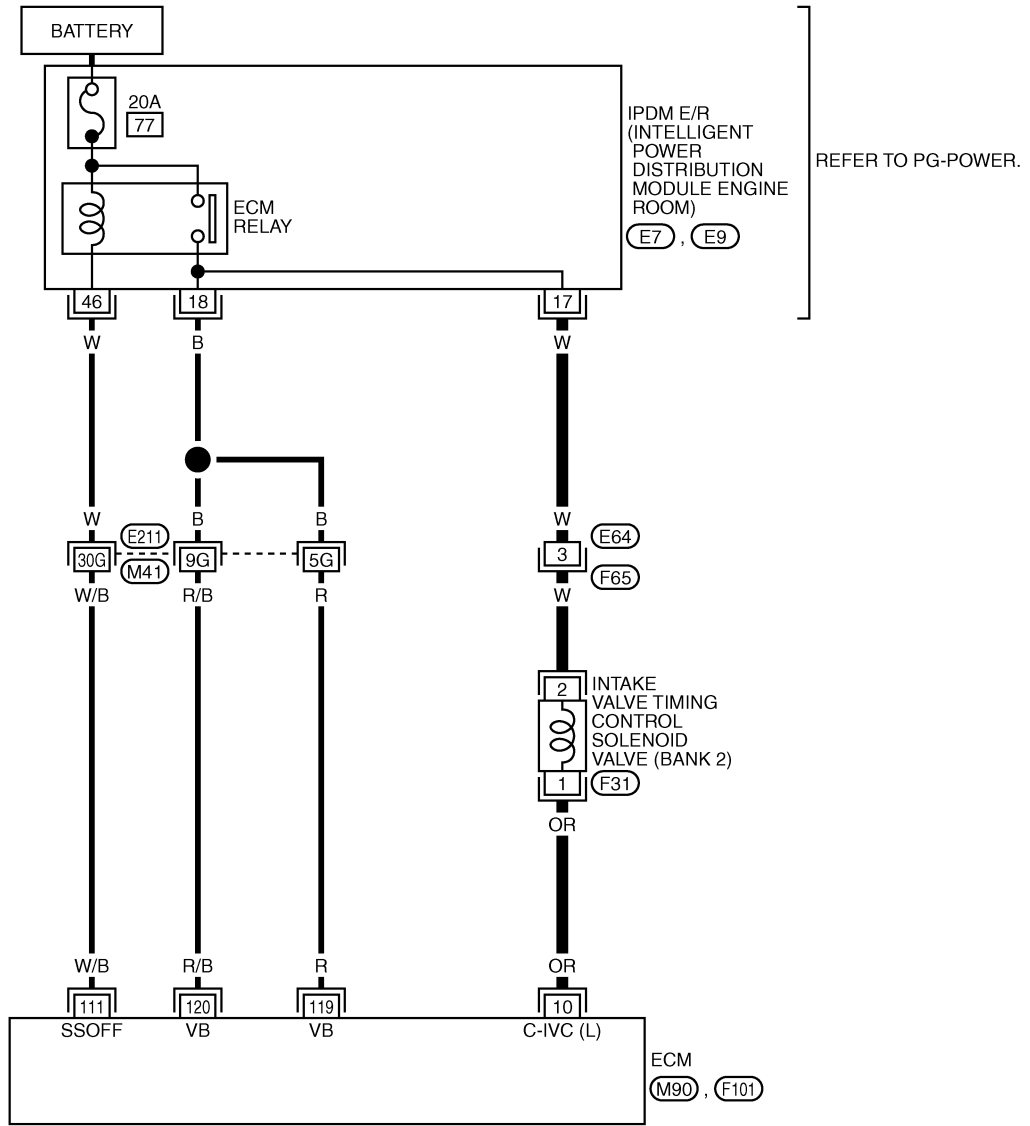 BATTERY
20A
77
ECM
RELAY
IPDM E/R
(INTELLIGENT
POWER
DISTRIBUTION
MODULE ENGINE
ROOM)
E7 , E9
REFER TO PG-POWER.
46 18 17
W B W
W B B W
E211
M41
30G 9G 5G 3
E64
F65
W/B R/B R W
2
INTAKE
VALVE TIMING
CONTROL
SOLENOID
VALVE (BANK 2)
1
F31
OR
W/B R/B R OR
111 120 119 10
SSOFF VB VB C-IVC (L)
ECM
M90 , F101